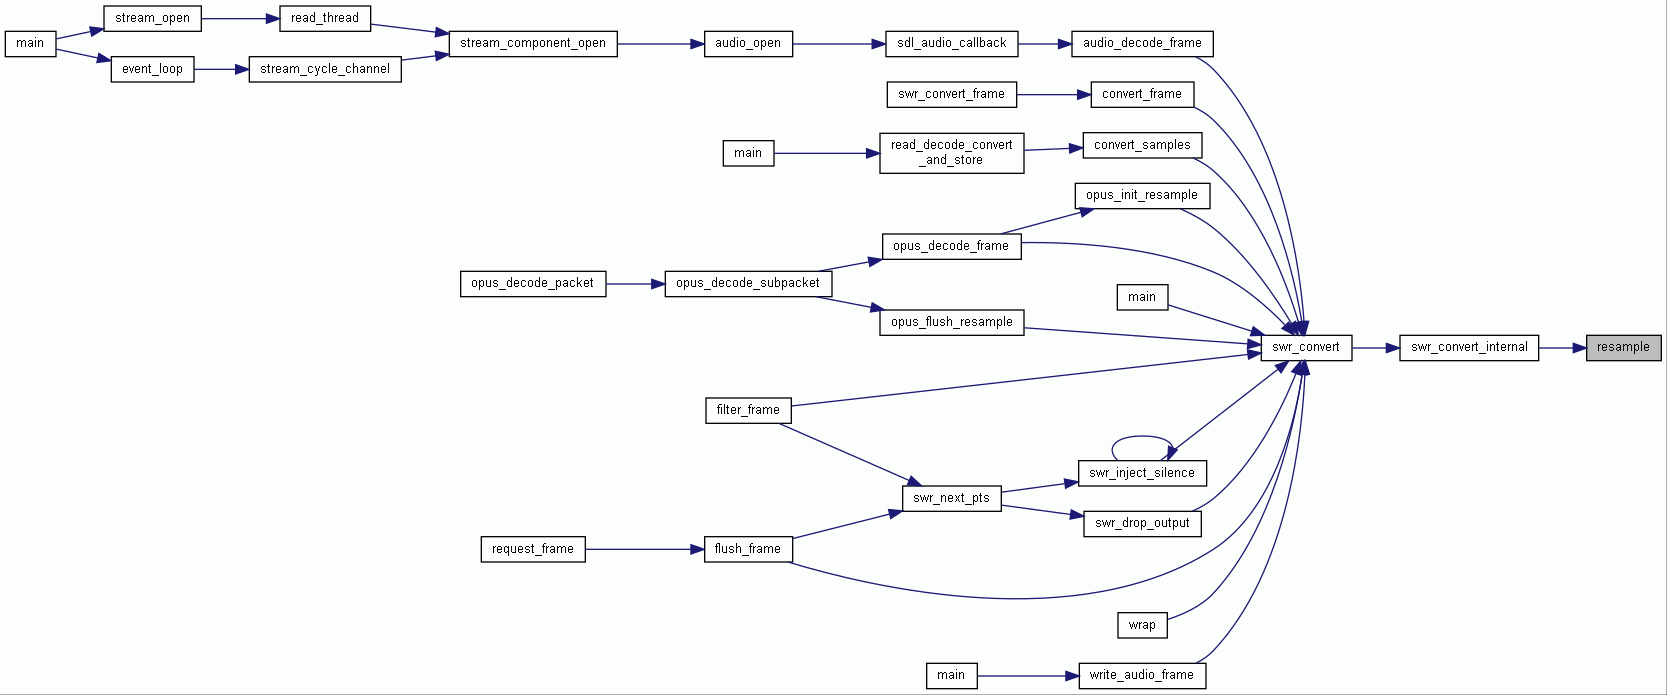 stream_open
read_thread
main
stream_component_open
audio_open
sdl_audio_callback
audio_decode_frame
event_loop
stream_cycle_channel
swr_convert_frame
convert_frame
main
read_decode_convert
_and_store
convert_samples
opus_init_resample
opus_decode_frame
opus_decode_packet
opus_decode_subpacket
main
opus_flush_resample
swr_convert
swr_convert_internal
resample
filter_frame
swr_inject_silence
swr_next_pts
swr_drop_output
request_frame
flush_frame
wrap
main
write_audio_frame